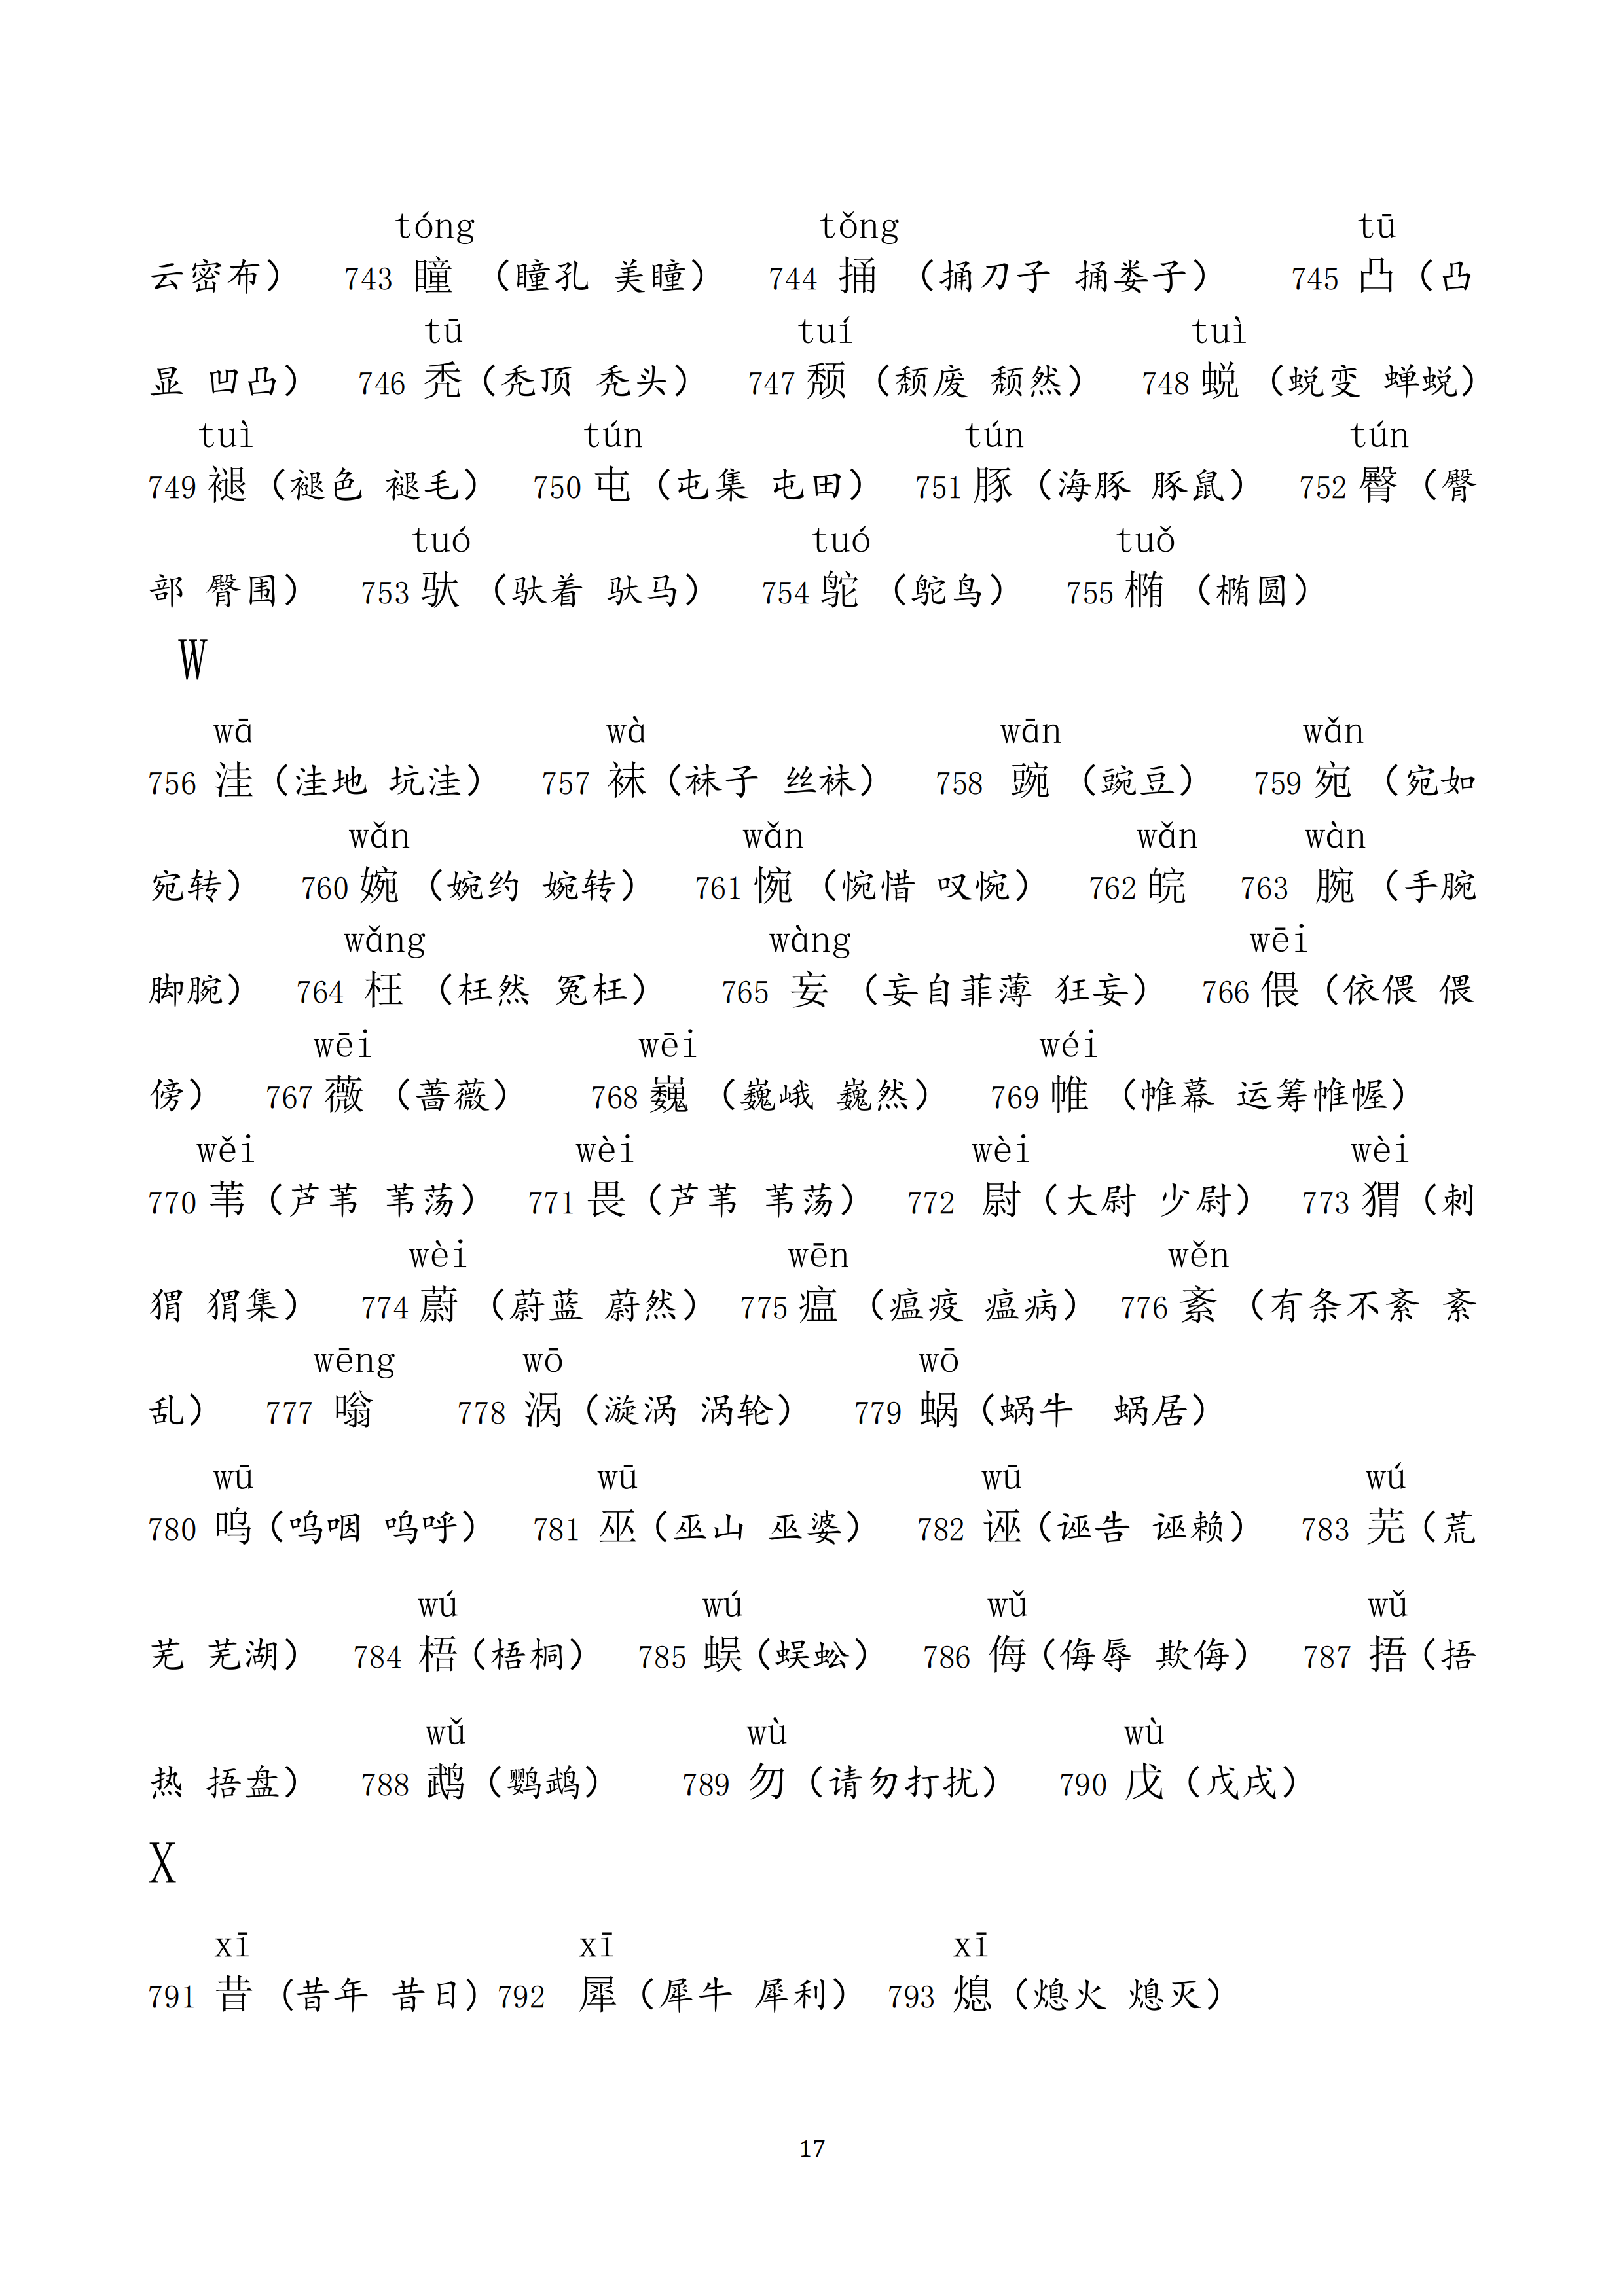 tóng tǒng tū
云密布） 743 瞳 （瞳孔 美瞳） 744 捅 （捅刀子 捅娄子） 745 凸（凸
tū tuí tuì
显 凹凸） 746 秃（秃顶 秃头） 747 颓 （颓废 颓然） 748 蜕 （蜕变 蝉蜕）
tuì tún tún tún
749 褪（褪色 褪毛） 750 屯（屯集 屯田） 751 豚（海豚 豚鼠） 752 臀（臀
tuó tuó tuǒ
部 臀围） 753 驮 （驮着 驮马） 754 鸵 （鸵鸟） 755 椭 （椭圆）
W
wā wà wān wǎn
756 洼（洼地 坑洼） 757 袜（袜子 丝袜） 758 豌 （豌豆） 759 宛 （宛如
wǎn wǎn wǎn wàn
宛转） 760 婉 （婉约 婉转） 761 惋 （惋惜 叹惋） 762 皖 763 腕 （手腕
wǎng wàng wēi
脚腕） 764 枉 （枉然 冤枉） 765 妄 （妄自菲薄 狂妄） 766 偎（依偎 偎
wēi wēi wéi
傍） 767 薇 （蔷薇） 768 巍 （巍峨 巍然） 769 帷 （帷幕 运筹帷幄）
wěi wèi wèi wèi
770 苇（芦苇 苇荡） 771 畏（芦苇 苇荡） 772 尉（大尉 少尉） 773 猬（刺
wèi wēn wěn
猬 猬集） 774 蔚 （蔚蓝 蔚然） 775 瘟 （瘟疫 瘟病） 776 紊 （有条不紊 紊
wēng wō wō
乱） 777 嗡 778 涡（漩涡 涡轮） 779 蜗（蜗牛 蜗居）
wū wū wū wú
780 呜（呜咽 呜呼） 781 巫（巫山 巫婆） 782 诬（诬告 诬赖） 783 芜（荒
wú wú wǔ wǔ
芜 芜湖） 784 梧（梧桐） 785 蜈（蜈蚣） 786 侮（侮辱 欺侮） 787 捂（捂
wǔ wù wù
热 捂盘） 788 鹉（鹦鹉） 789 勿（请勿打扰） 790 戊（戊戌）
X
xī xī xī
791 昔 （昔年 昔日） 792 犀（犀牛 犀利） 793 熄（熄火 熄灭）
17